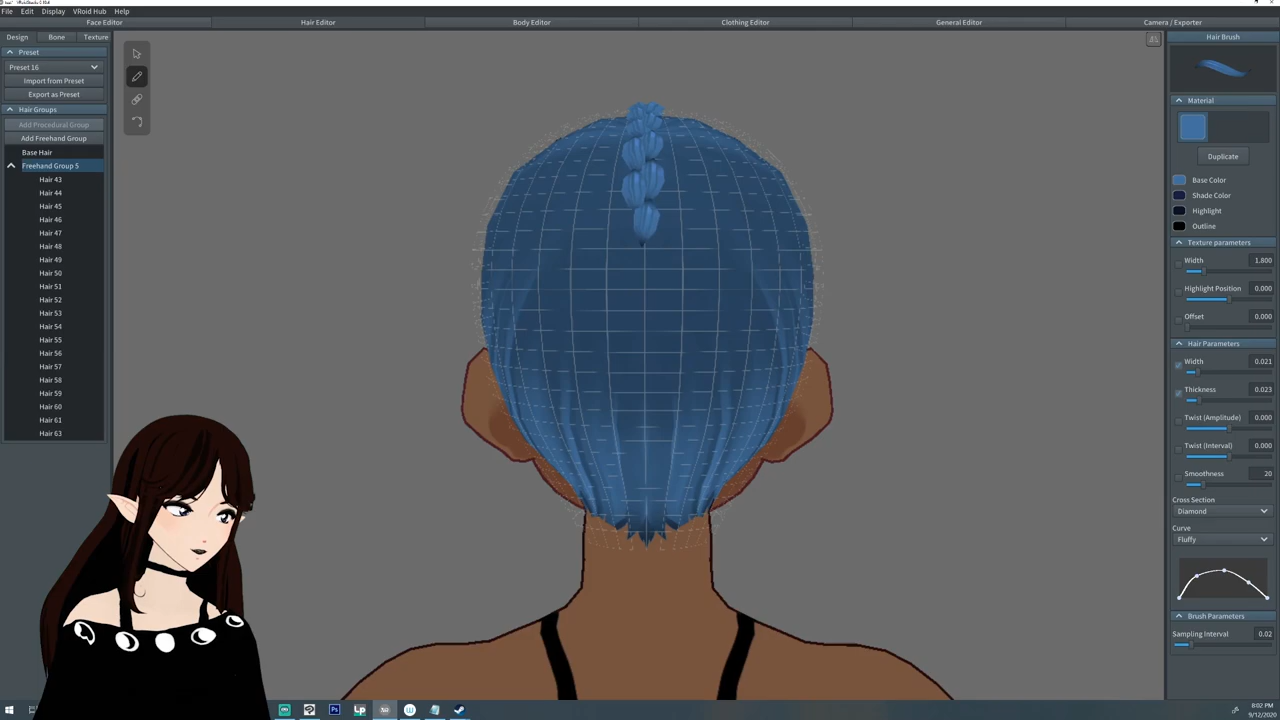 File Edit Display VRoid Hub Help
Face Editor Hair Editor Body Editor Clothing Editor General Editor Camera / Exporter
Design Bone Texture
Preset
Preset 16
Import from Preset
Export as Preset
Hair Groups
Add Procedural Group
Add Freehand Group
Base Hair
Freehand Group 5
Hair 43
Hair 44
Hair 45
Hair 46
Hair 47
Hair 48
Hair 49
Hair 50
Hair 51
Hair 52
Hair 53
Hair 54
Hair 55
Hair 56
Hair 57
Hair 58
Hair 59
Hair 60
Hair 61
Hair 63
Hair Brush
Material
Duplicate
Base Color
Shade Color
Highlight
Outline
Texture parameters
Width 1.800
Highlight Position 0.000
Offset 0.000
Hair Parameters
Width 0.021
Thickness 0.023
Twist (Amplitude) 0.000
Twist (Interval) 0.000
Smoothness 20
Cross Section
Diamond
Curve
Fluffy
Brush Parameters
Sampling Interval 0.02
8:02 PM
9/12/2020